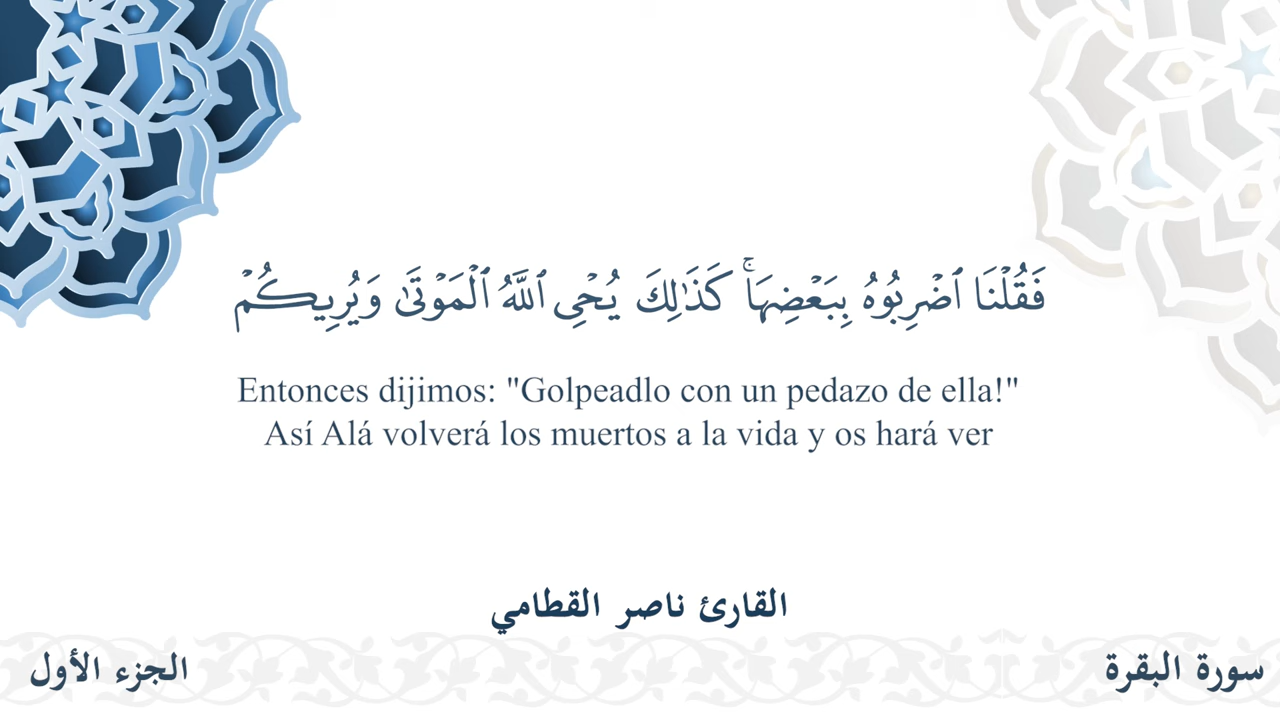 فَقُلْنَا ٱضْرِبُوهُ بِبَعْضِهَاۚ كَذَٰلِكَ يُحْىِ ٱللَّهُ ٱلْمَوْتَىٰ وَيُرِيكُمْ
Entonces dijimos: "Golpeadlo con un pedazo de ella!"
Así Alá volverá los muertos a la vida y os hará ver
القارئ ناصر القطامي
سورة البقرة
الجزء الأول